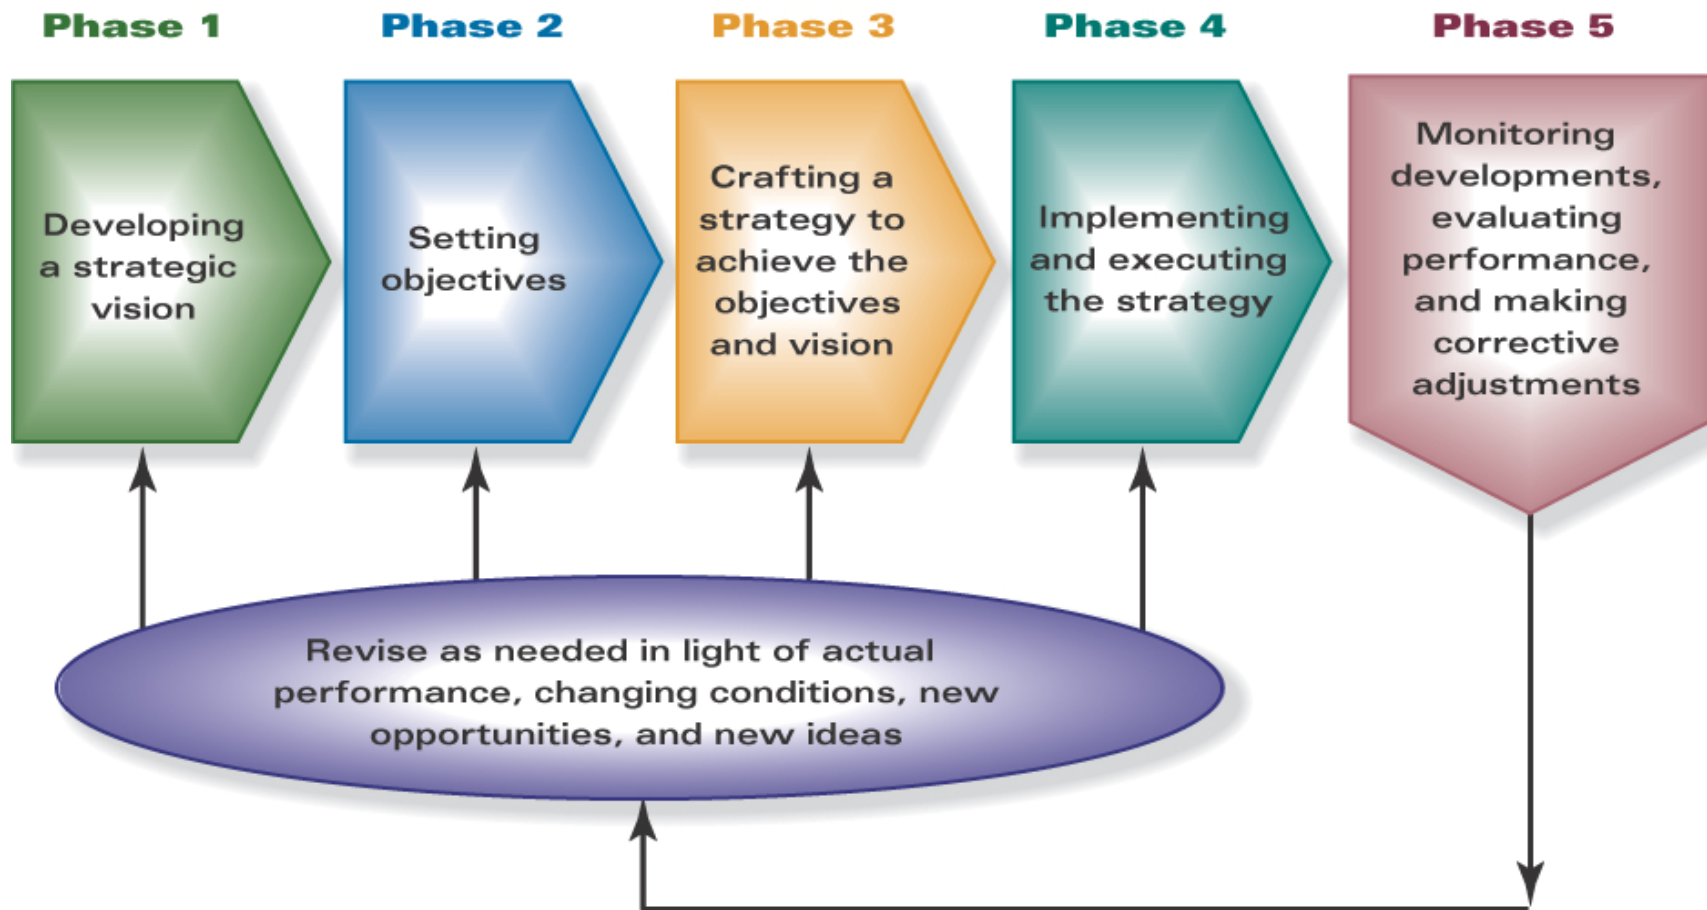 Phase 1
Phase 2
Phase 3
Phase 4
Phase 5
Developing
a strategic
vision
Setting
objectives
Crafting a
strategy to
achieve the
objectives
and vision
Implementing
and executing
the strategy
Monitoring
developments,
evaluating
performance,
and making
corrective
adjustments
Revise as needed in light of actual
performance, changing conditions, new
opportunities, and new ideas